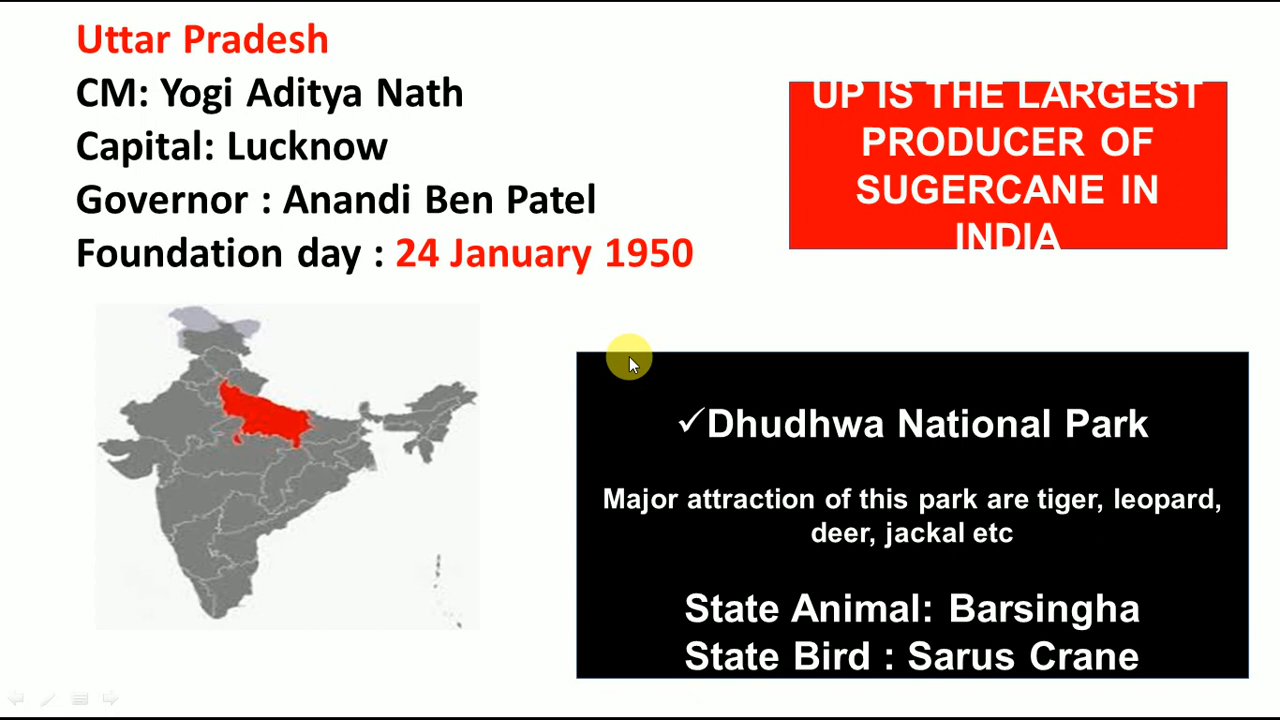 Uttar Pradesh
CM: Yogi Aditya Nath
Capital: Lucknow
Governor : Anandi Ben Patel
Foundation day : 24 January 1950
UP IS THE LARGEST
PRODUCER OF
SUGERCANE IN
INDIA
✓Dhudhwa National Park
Major attraction of this park are tiger, leopard,
deer, jackal etc
State Animal: Barsingha
State Bird : Sarus Crane